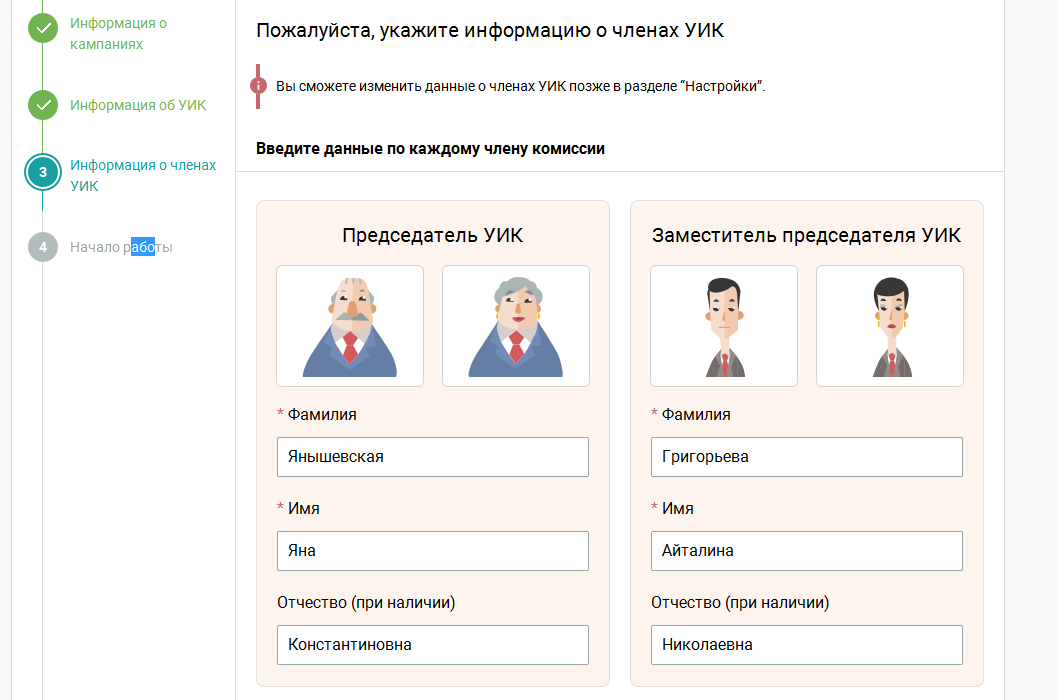 Информация о
кампаниях
Информация об УИК
3
Информация о членах
УИК
4
Начало работы
Пожалуйста, укажите информацию о членах УИК
Вы сможете изменить данные о членах УИК позже в разделе “Настройки”.
Введите данные по каждому члену комиссии
Председатель УИК
* Фамилия
Янышевская
* Имя
Яна
Отчество (при наличии)
Константиновна
Заместитель председателя УИК
* Фамилия
Григорьева
* Имя
Айталина
Отчество (при наличии)
Николаевна